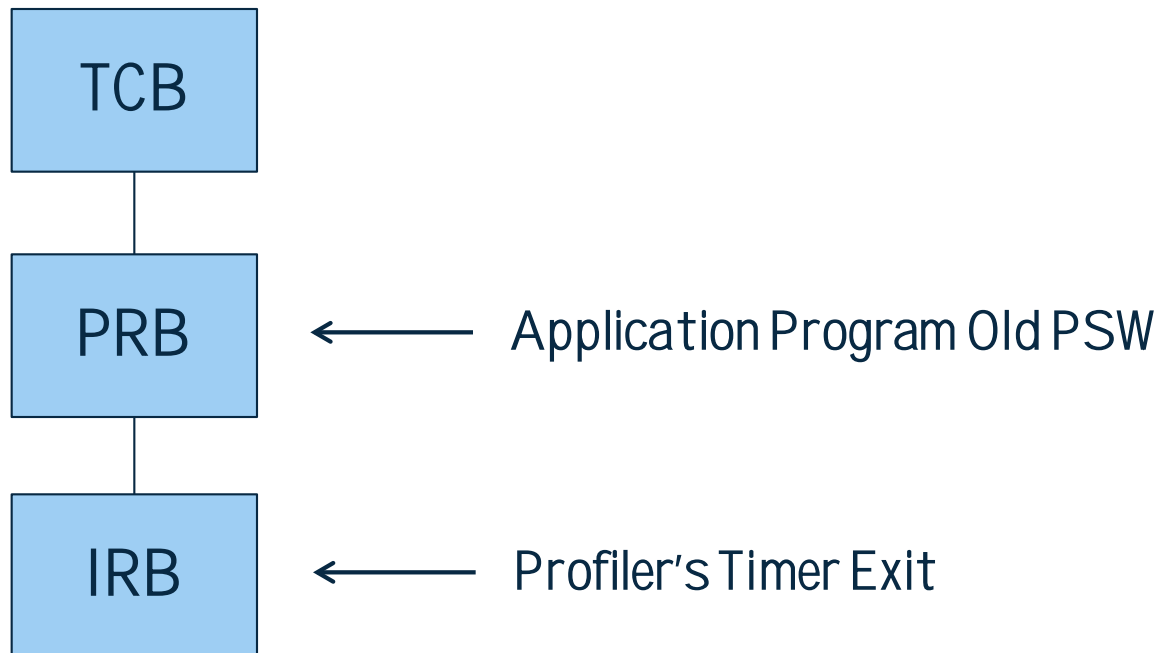 TCB
PRB
Application Program Old PSW
IRB
Profiler's Timer Exit